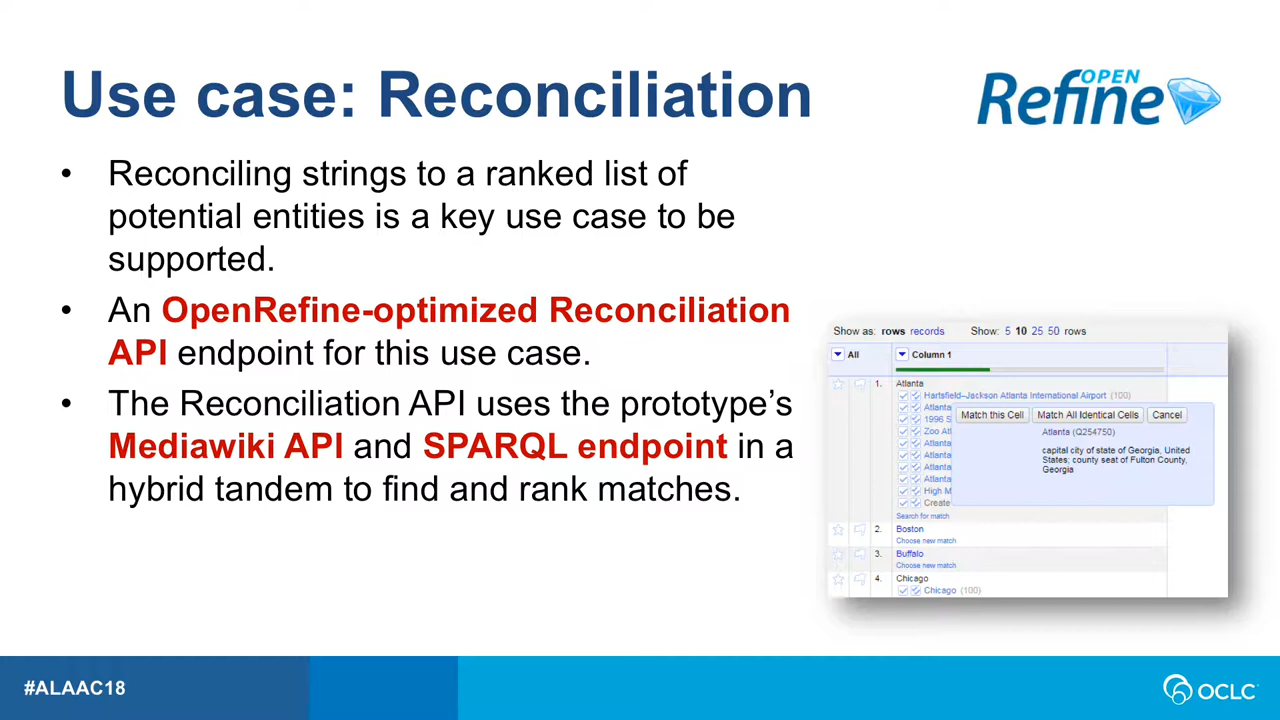 Use case: Reconciliation
OPEN
Refine
• Reconciling strings to a ranked list of
potential entities is a key use case to be
supported.
• An OpenRefine-optimized Reconciliation
API endpoint for this use case.
• The Reconciliation API uses the prototype’s
Mediawiki API and SPARQL endpoint in a
hybrid tandem to find and rank matches.
Show as: rows records Show: 5 10 25 50 rows
All Column 1
1. Atlanta
Hartsfield–Jackson Atlanta International Airport (100)
Atlanta
1996 S
Zoo Atl
Atlanta
Atlanta
Atlanta
Atlanta
High M
Create
Search for match
Match this Cell Match All Identical Cells Cancel
Atlanta (Q254750)
capital city of state of Georgia, United
States; county seat of Fulton County,
Georgia
2. Boston
Choose new match
3. Buffalo
Choose new match
4. Chicago
Chicago (100)
#ALAAC18
OCLC